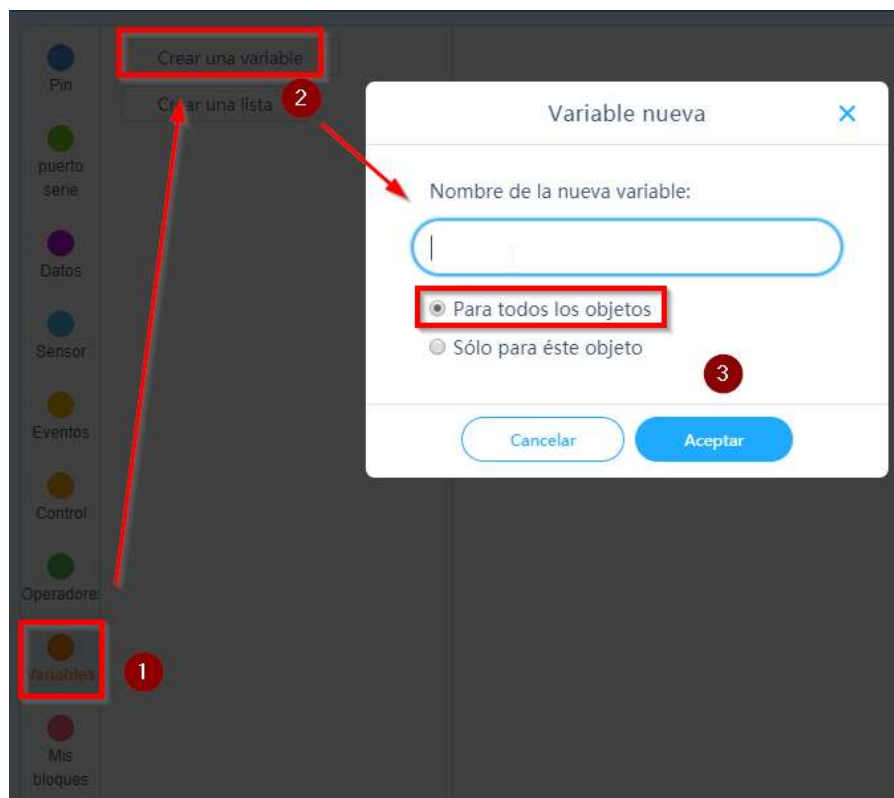 Pin
puerto
serie
Datos
Sensor
Eventos
Control
Operadores
Variables
1
Mis
bloques
Crear una variable
Crear una lista
2
Variable nueva
Nombre de la nueva variable:
Para todos los objetos
Sólo para éste objeto
3
Cancelar
Aceptar